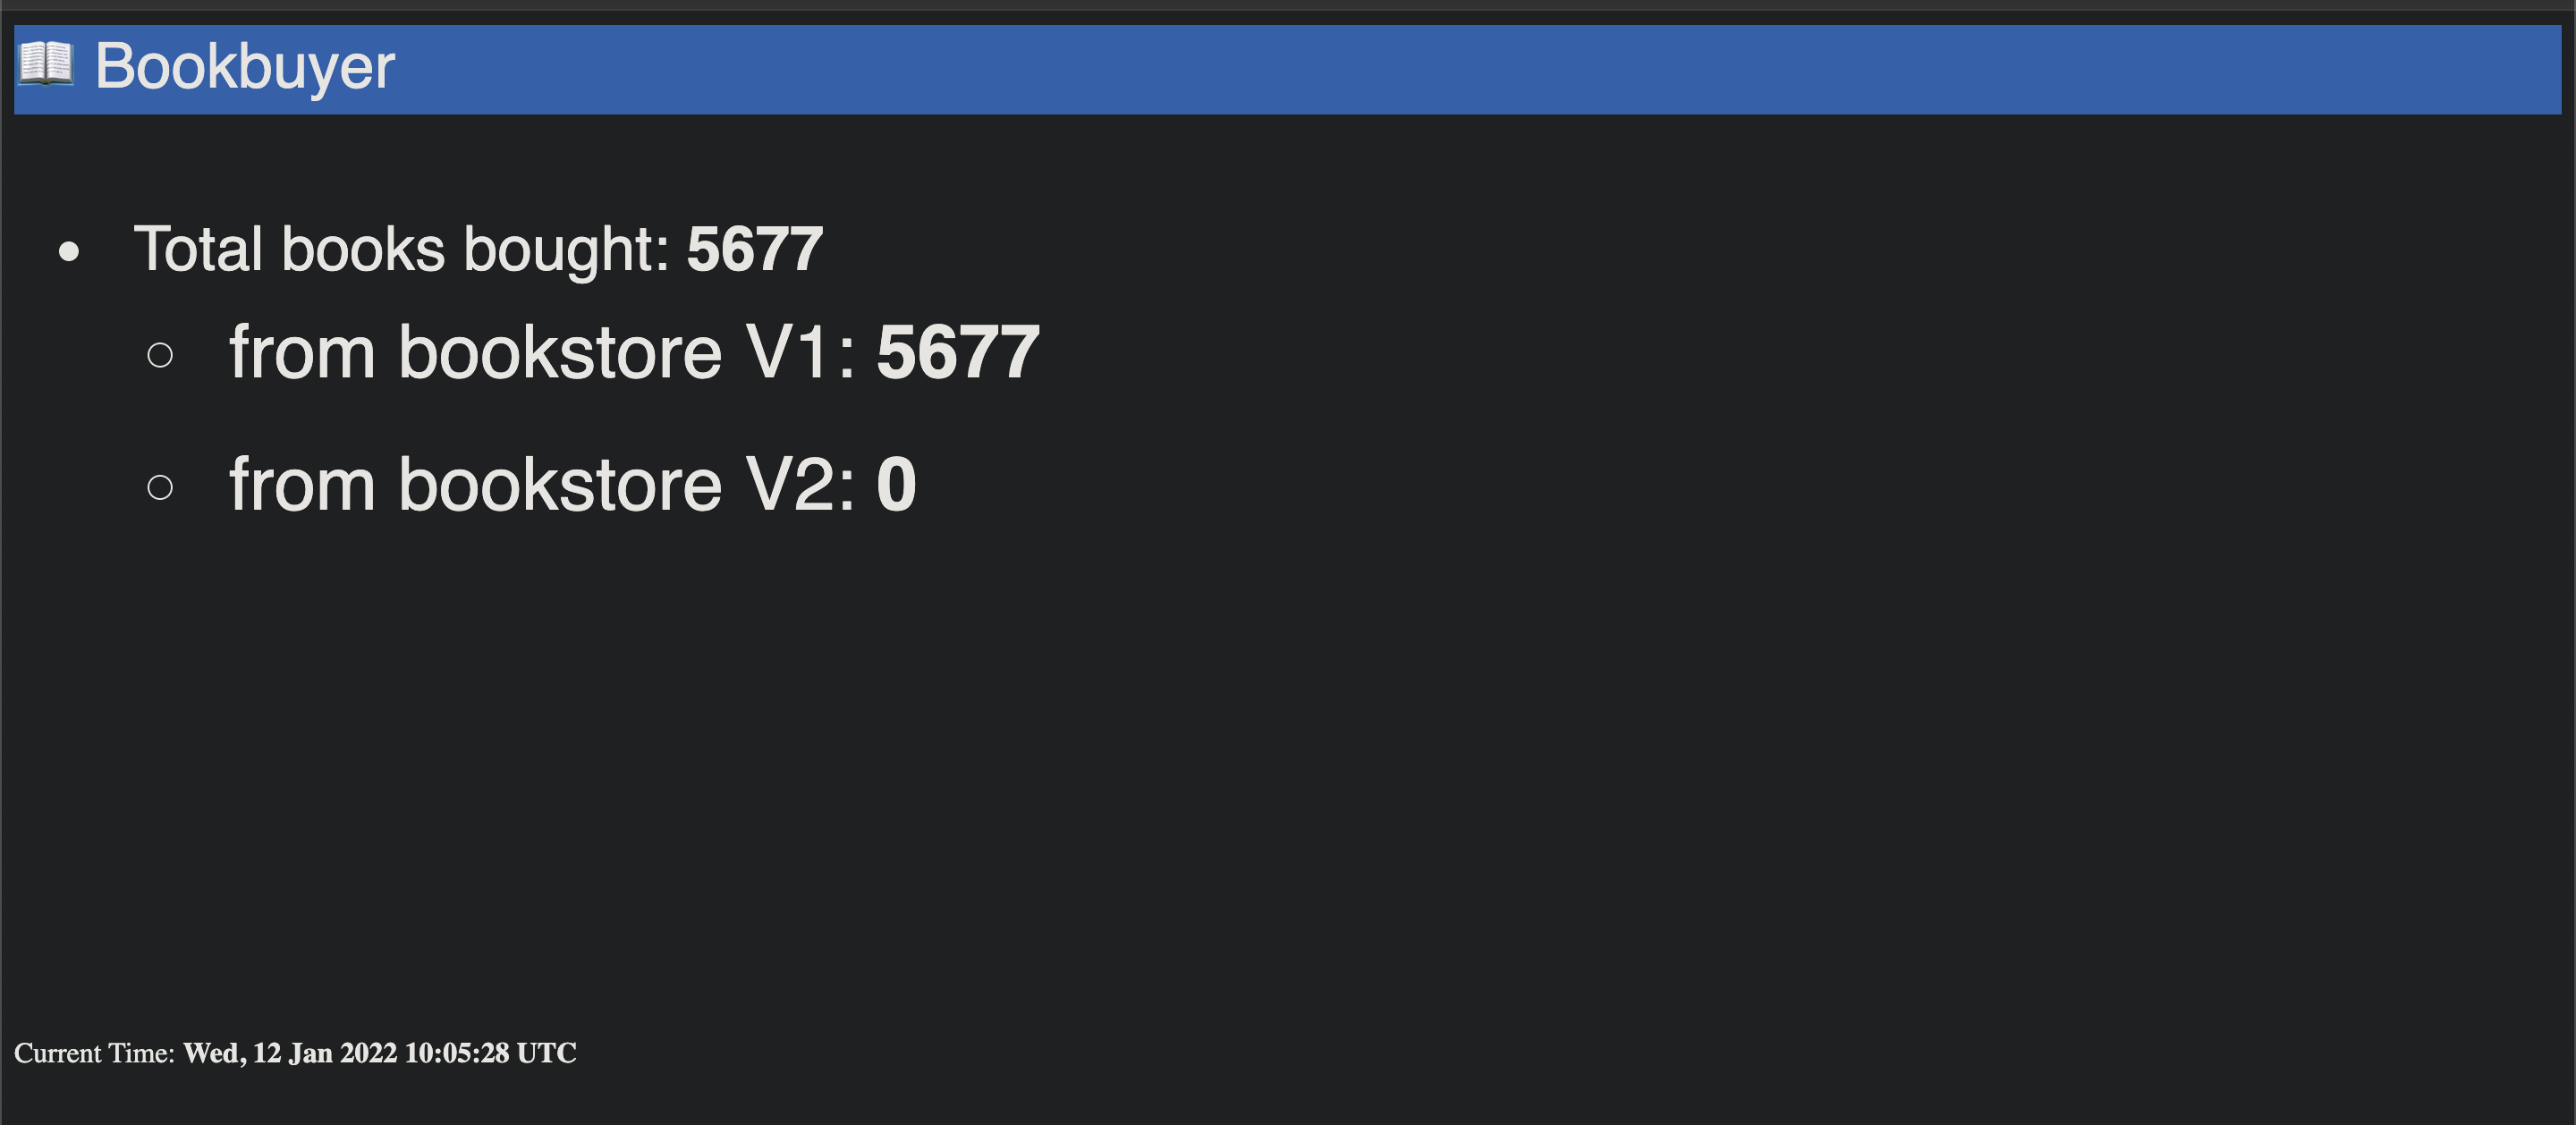 📖 Bookbuyer
• Total books bought: 5677
○ from bookstore V1: 5677
○ from bookstore V2: 0
Current Time: Wed, 12 Jan 2022 10:05:28 UTC